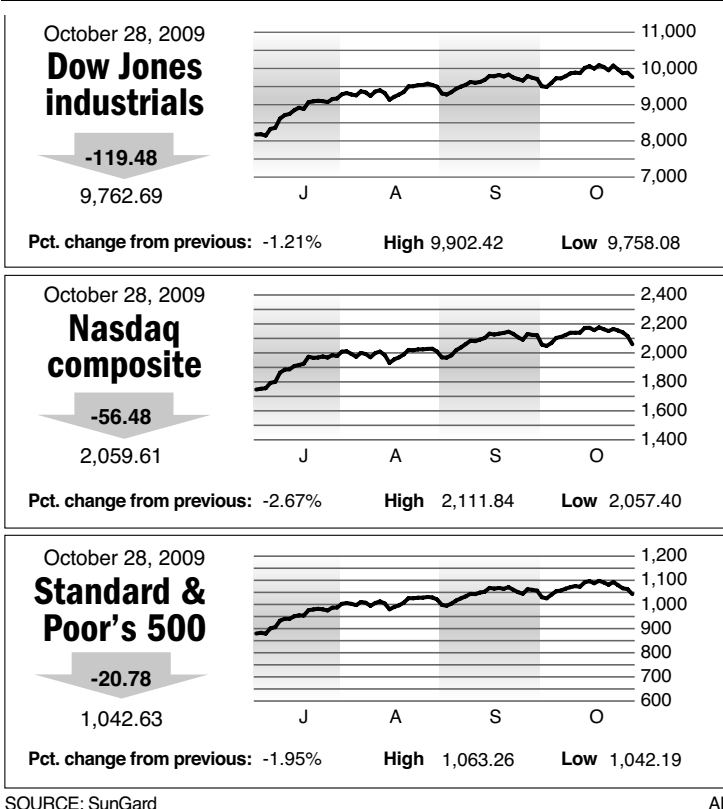 October 28, 2009
Dow Jones
industrials
-119.48
9,762.69
11,000
10,000
9,000
8,000
7,000
J A S O
Pct. change from previous: -1.21% High 9,902.42 Low 9,758.08
October 28, 2009
Nasdaq
composite
-56.48
2,059.61
2,400
2,200
2,000
1,800
1,600
1,400
J A S O
Pct. change from previous: -2.67% High 2,111.84 Low 2,057.40
October 28, 2009
Standard &
Poor's 500
-20.78
1,042.63
1,200
1,100
1,000
900
800
700
600
J A S O
Pct. change from previous: -1.95% High 1,063.26 Low 1,042.19
SOURCE: SunGard